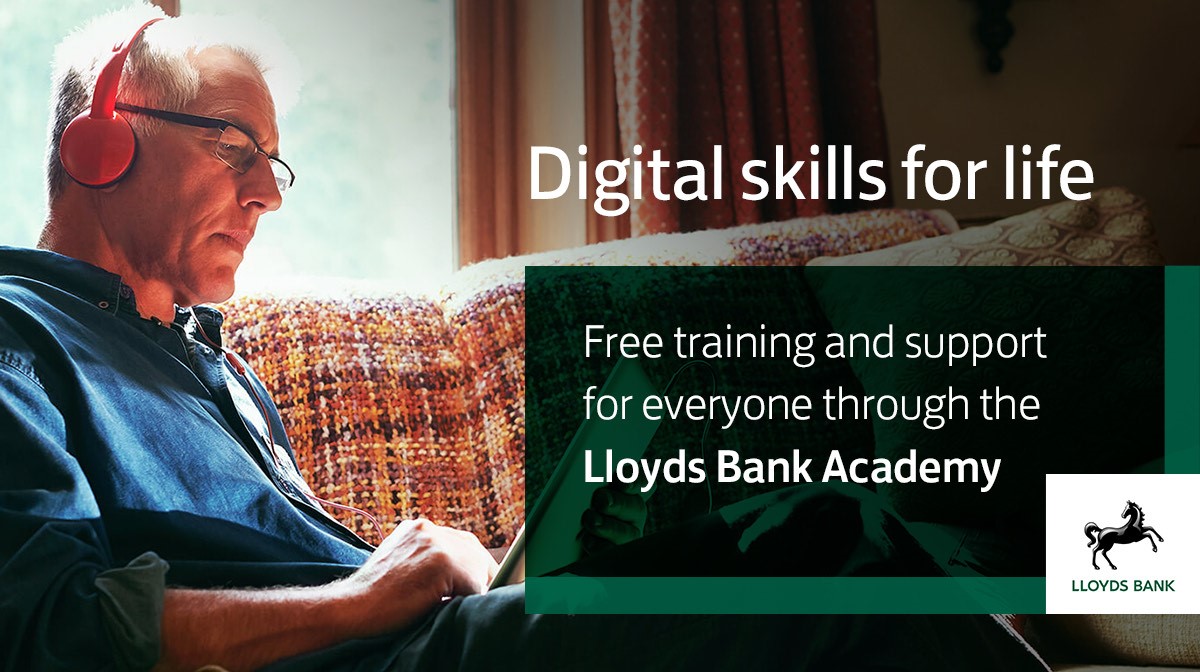 Digital skills for life
Free training and support
for everyone through the
Lloyds Bank Academy
LLOYDS BANK